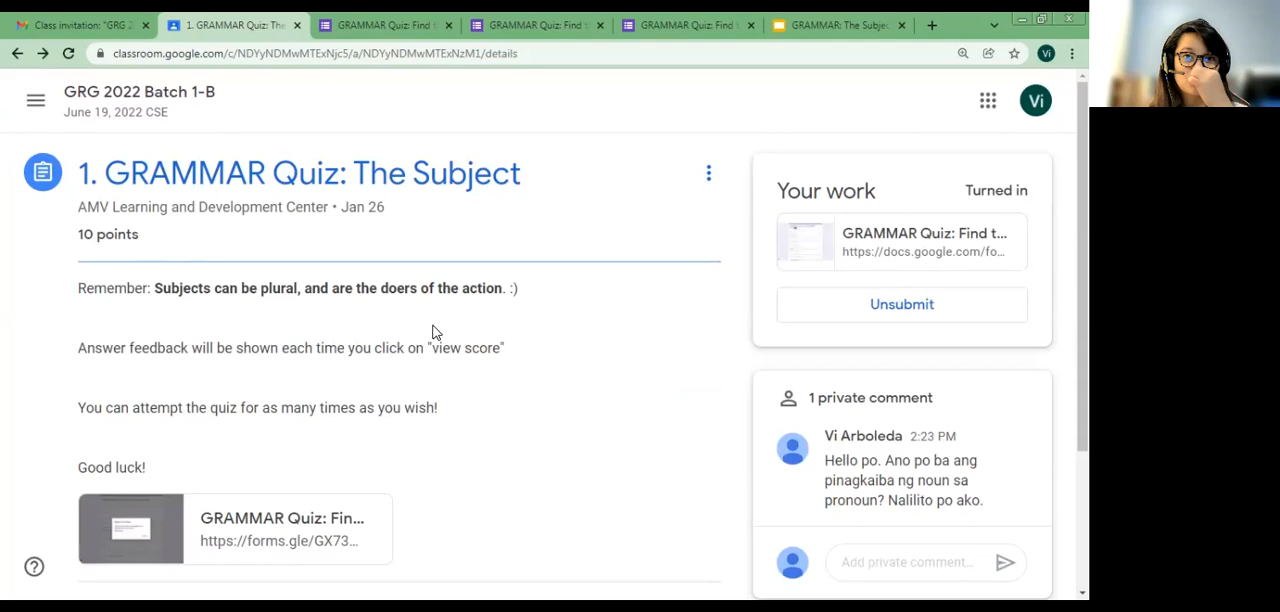 Class invitation: "GRG 2
1. GRAMMAR Quiz: The
GRAMMAR Quiz: Find t
GRAMMAR Quiz: Find t
GRAMMAR Quiz: Find t
GRAMMAR: The Subjec
classroom.google.com/c/NDYyNDMwMTExNjc5/a/NDYyNDMwMTExNzM1/details
Vi
GRG 2022 Batch 1-B
June 19, 2022 CSE
Vi
1. GRAMMAR Quiz: The Subject
AMV Learning and Development Center • Jan 26
10 points
Remember: Subjects can be plural, and are the doers of the action. :)
Answer feedback will be shown each time you click on "view score"
You can attempt the quiz for as many times as you wish!
Good luck!
GRAMMAR Quiz: Fin...
https://forms.gle/GX73...
Your work
Turned in
GRAMMAR Quiz: Find t...
https://docs.google.com/fo...
Unsubmit
1 private comment
Vi Arboleda 2:23 PM
Hello po. Ano po ba ang
pinagkaiba ng noun sa
pronoun? Nalilito po ako.
Add private comment...